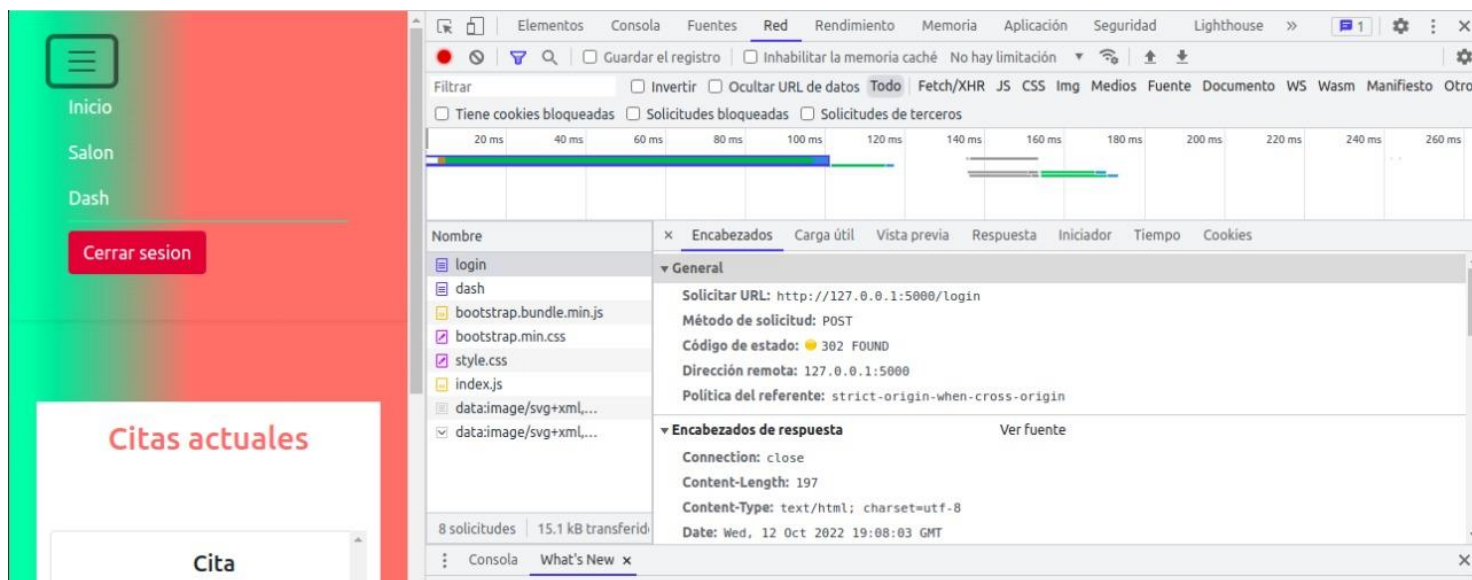 Inicio
Salon
Dash
Cerrar sesion
Citas actuales
Cita
Elementos Consola Fuentes Red Rendimiento Memoria Aplicación Seguridad Lighthouse » 1
Guardar el registro Inhabilitar la memoria caché No hay limitación
Filtrar Invertir Ocultar URL de datos Todo Fetch/XHR JS CSS Img Medios Fuente Documento WS Wasm Manifiesto Otro
Tiene cookies bloqueadas Solicitudes bloqueadas Solicitudes de terceros
20 ms 40 ms 60 ms 80 ms 100 ms 120 ms 140 ms 160 ms 180 ms 200 ms 220 ms 240 ms 260 ms
Nombre
login
dash
bootstrap.bundle.min.js
bootstrap.min.css
style.css
index.js
data:image/svg+xml,...
data:image/svg+xml,...
8 solicitudes 15.1 kB transferid
Encabezados Carga útil Vista previa Respuesta Iniciador Tiempo Cookies
General
Solicitar URL: http://127.0.0.1:5000/login
Método de solicitud: POST
Código de estado: 302 FOUND
Dirección remota: 127.0.0.1:5000
Política del referente: strict-origin-when-cross-origin
Encabezados de respuesta Ver fuente
Connection: close
Content-Length: 197
Content-Type: text/html; charset=utf-8
Date: Wed, 12 Oct 2022 19:08:03 GMT
Consola What's New